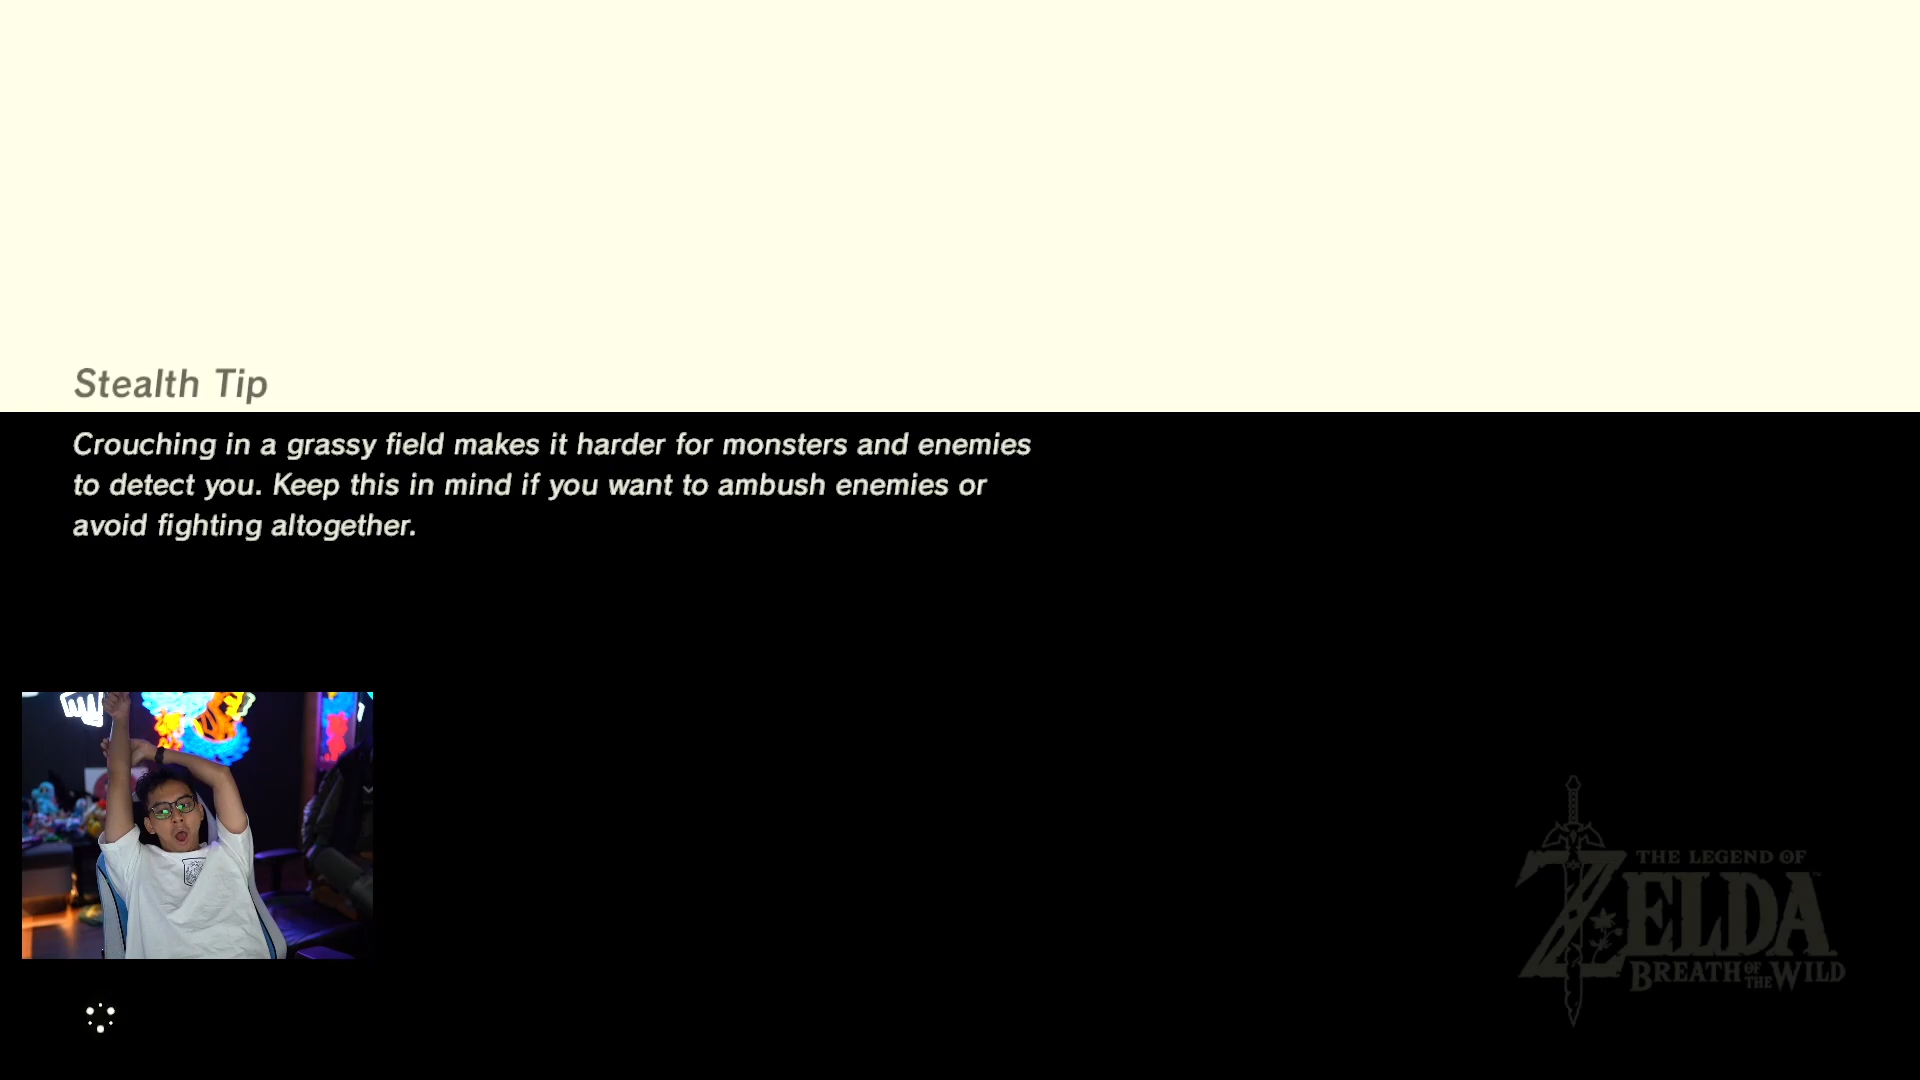 Stealth Tip
Crouching in a grassy field makes it harder for monsters and enemies
to detect you. Keep this in mind if you want to ambush enemies or
avoid fighting altogether.
THE LEGEND OF
ZELDA
BREATH OF THE WILD